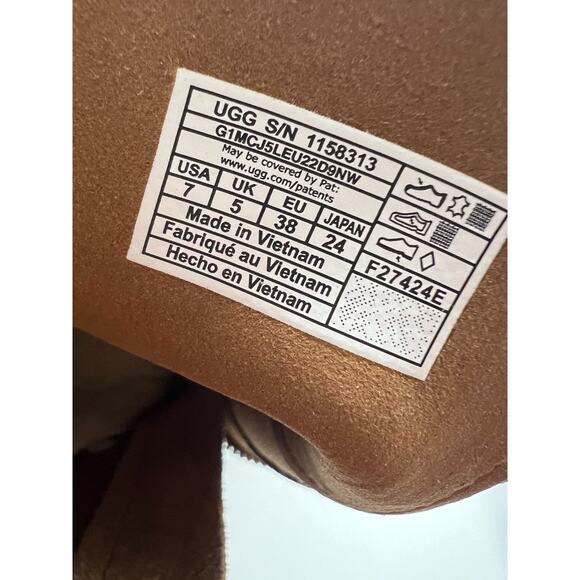 UGG S/N 1158313
G1MCJ5LEU22D9NW
May be covered by Pat:
www.ugg.com/patents
USA UK EU JAPAN
7 5 38 24
Made in Vietnam
Fabriqué au Vietnam
Hecho en Vietnam
F27424E